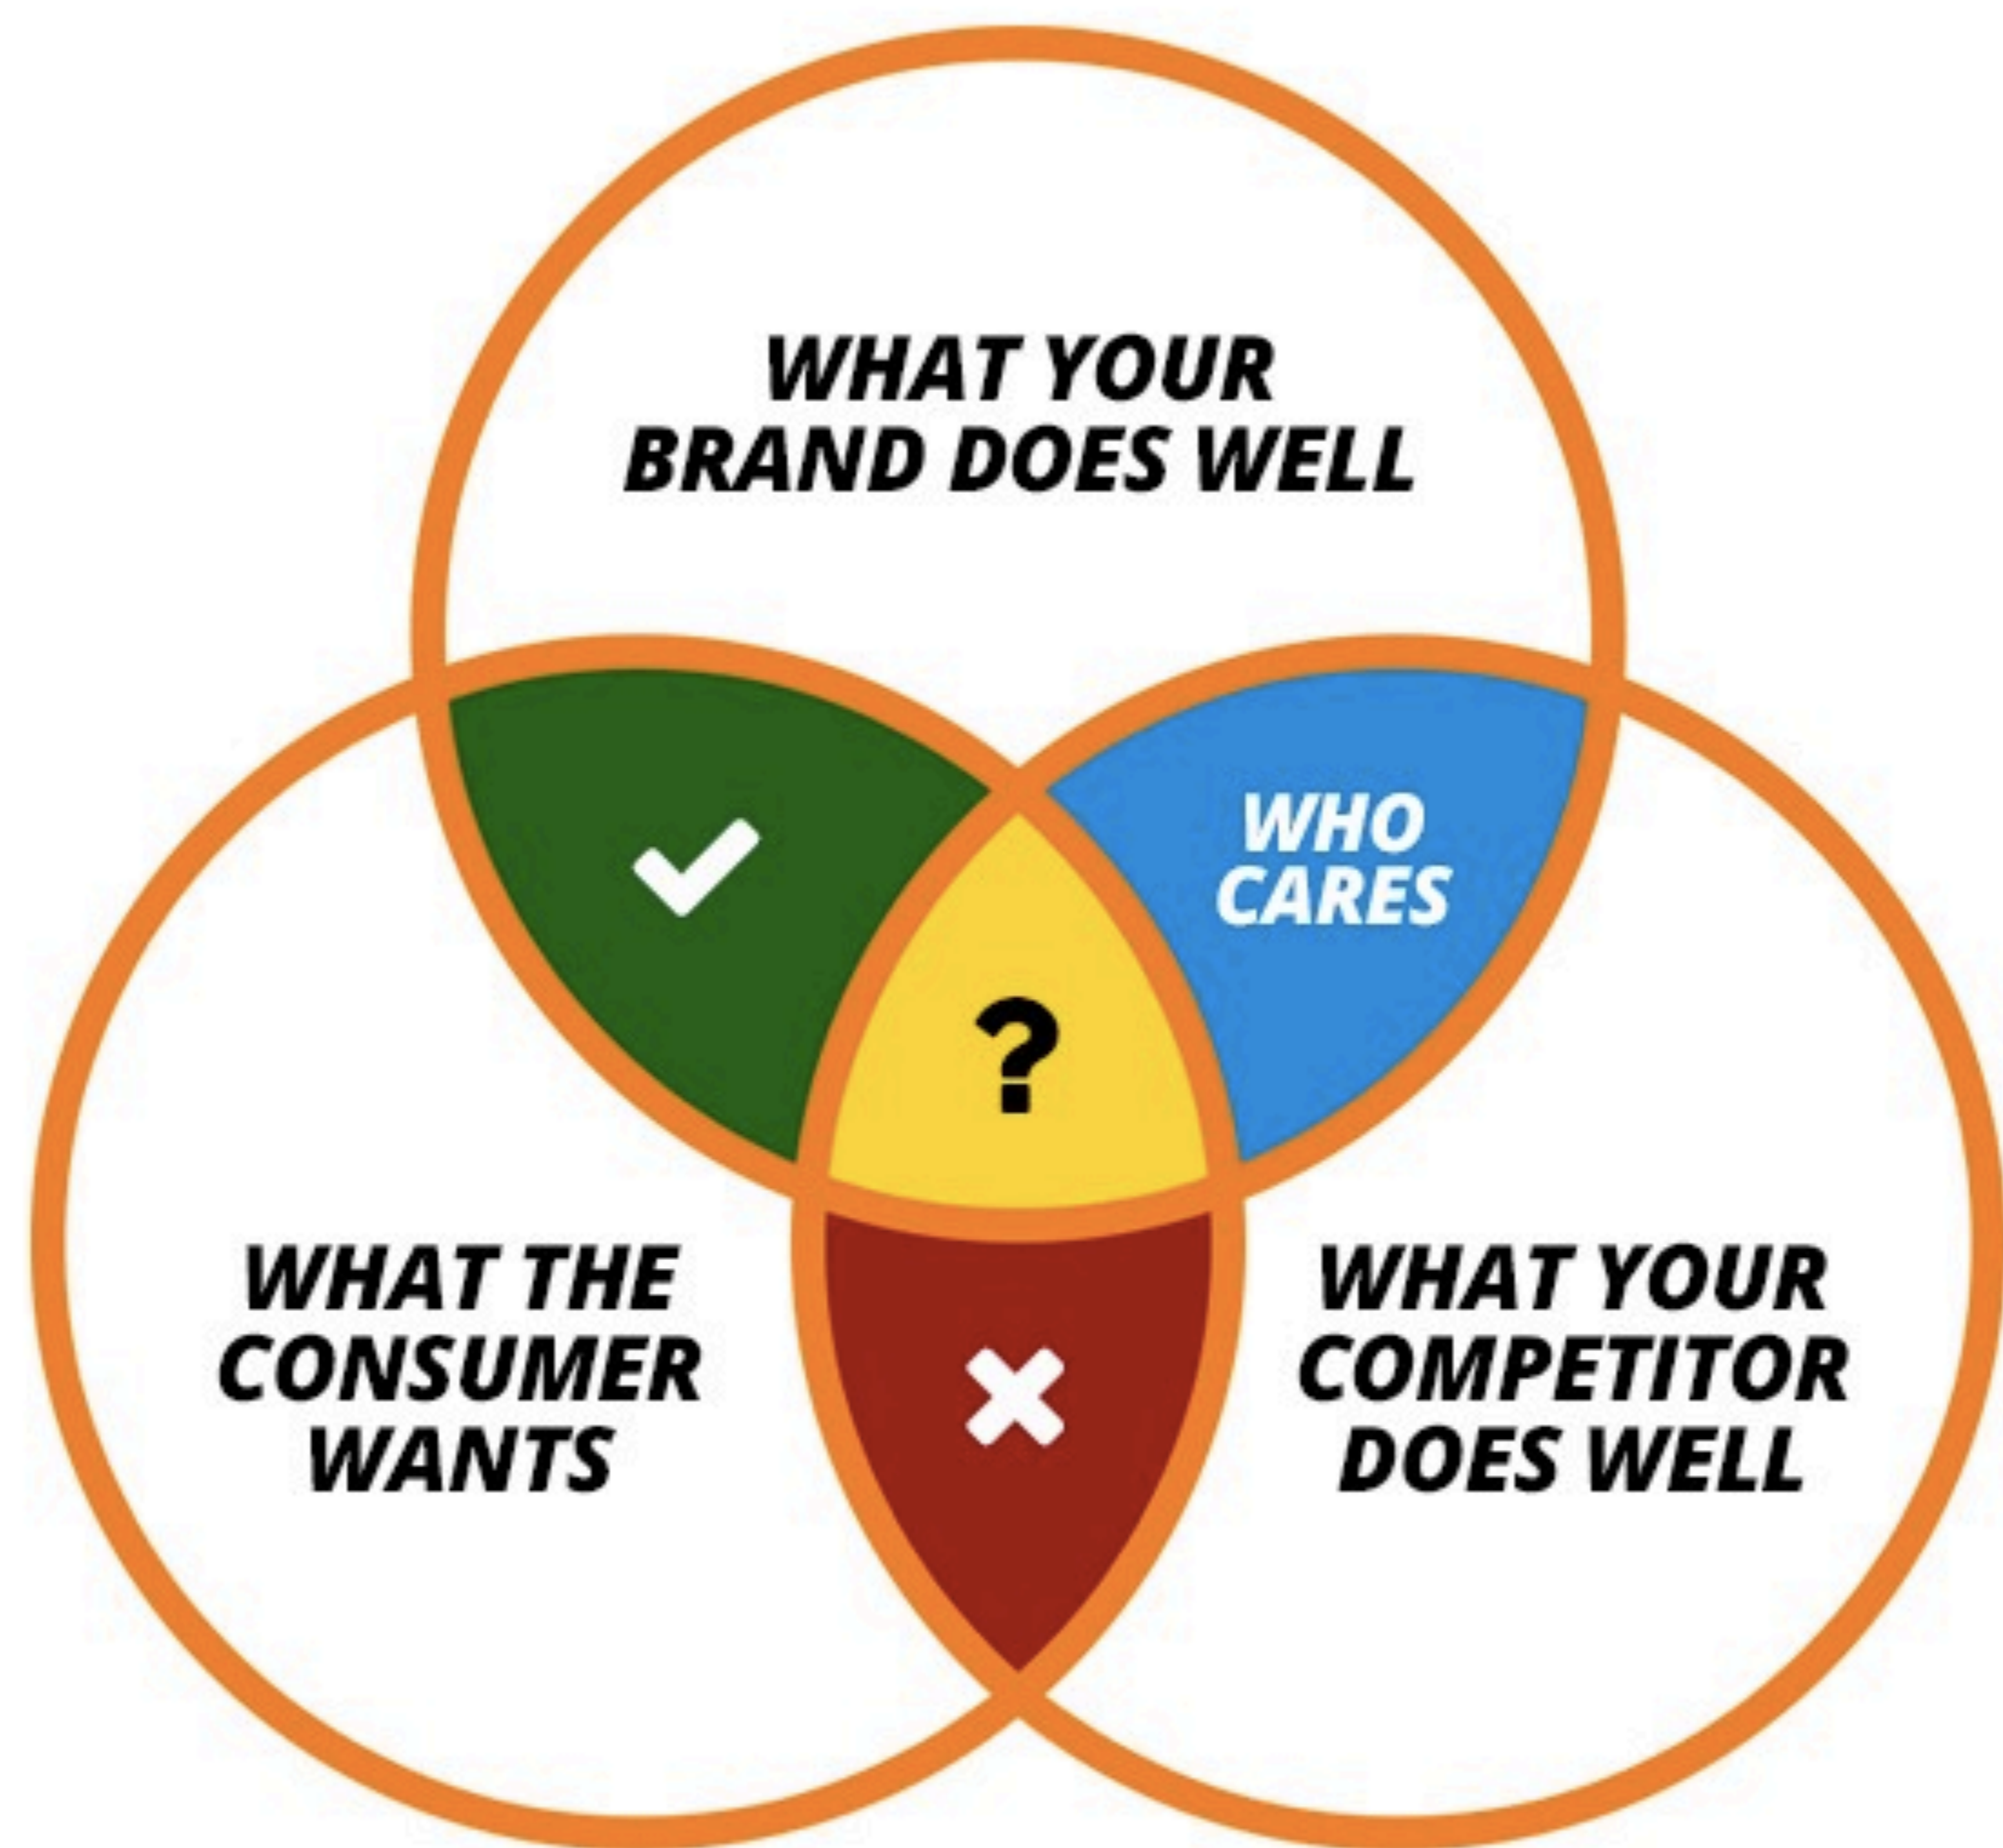 WHAT YOUR
BRAND DOES WELL
WHO
CARES
?
WHAT THE
CONSUMER
WANTS
WHAT YOUR
COMPETITOR
DOES WELL